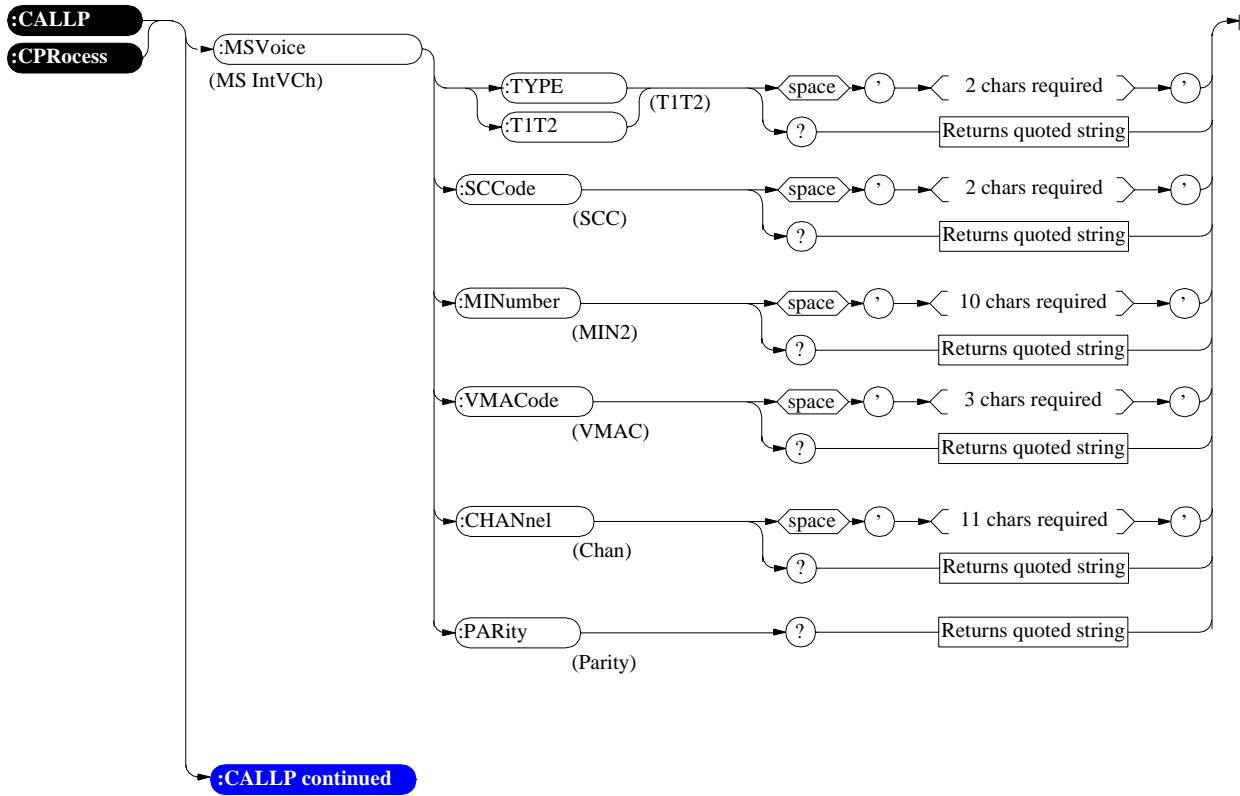 :CALLP
:CPRocess
:MSVoice
(MS IntVCh)
:TYPE
:T1T2
(T1T2)
space ’ 2 chars required ’
? Returns quoted string
:SCCode
(SCC)
space ’ 2 chars required ’
? Returns quoted string
:MINumber
(MIN2)
space ’ 10 chars required ’
? Returns quoted string
:VMACode
(VMAC)
space ’ 3 chars required ’
? Returns quoted string
:CHANnel
(Chan)
space ’ 11 chars required ’
? Returns quoted string
:PARity
(Parity)
? Returns quoted string
:CALLP continued